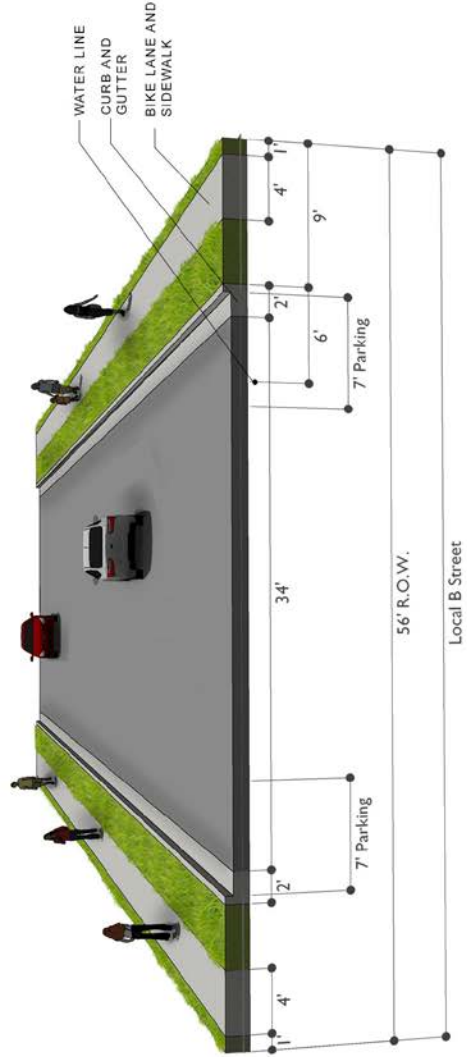 WATER LINE
CURB AND
GUTTER
BIKE LANE AND
SIDEWALK
1'
4'
2'
34'
2'
4'
1'
6'
9'
7' Parking
7' Parking
56' R.O.W.
Local B Street